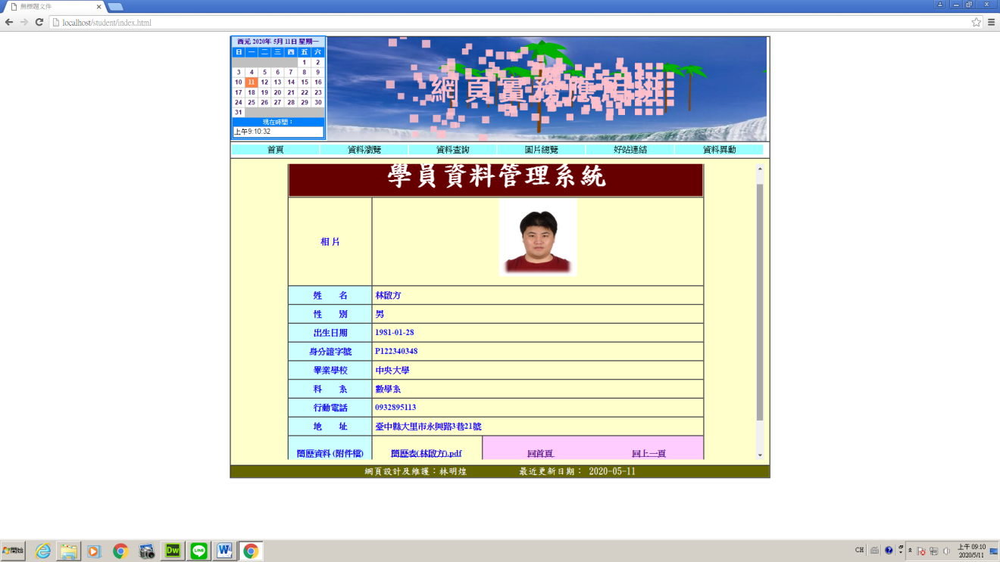 無標題文件
localhost/student/index.html
西元 2020年 5月 11日 星期一
日 一 二 三 四 五 六
1 2
3 4 5 6 7 8 9
10 11 12 13 14 15 16
17 18 19 20 21 22 23
24 25 26 27 28 29 30
31
現在時間：
上午9:10:32
網頁實務應用班
首頁 資料瀏覽 資料查詢 圖片總覽 好站連結 資料異動
學員資料管理系統
相 片
姓 名 林啟方
性 別 男
出生日期 1981-01-28
身分證字號 P122340348
畢業學校 中央大學
科 系 數學系
行動電話 0932895113
地 址 臺中縣大里市永興路3巷21號
簡歷資料 (附件檔) 簡歷表(林啟方).pdf 回首頁 回上一頁
網頁設計及維護：林明煌 最近更新日期： 2020-05-11
開始
Dw
LINE
W
CH
上午 09:10
2020/5/11